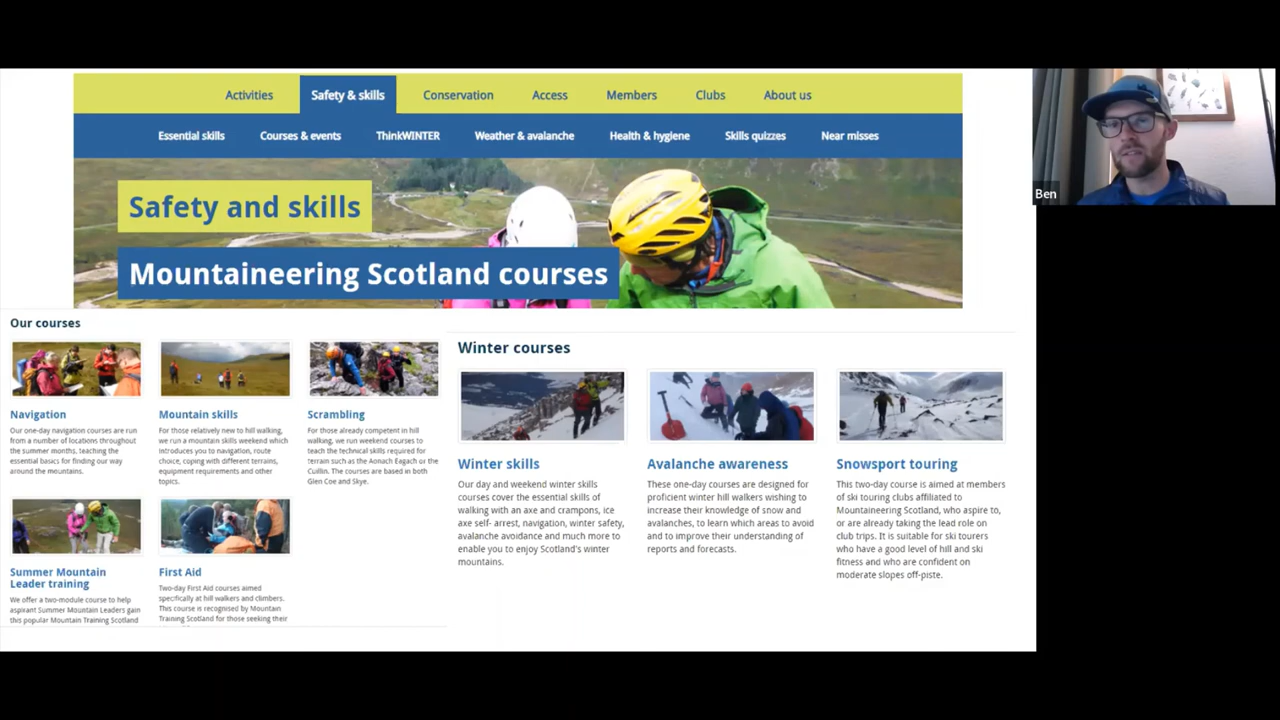 Activities Safety & skills Conservation Access Members Clubs About us
Essential skills Courses & events ThinkWINTER Weather & avalanche Health & hygiene Skills quizzes Near misses
Safety and skills
Mountaineering Scotland courses
Ben
Our courses
Navigation
Our one-day navigation courses are run
from a number of locations throughout
the summer months, teaching the
essential basics for finding our way
around the mountains.
Mountain skills
For those relatively new to hill walking,
we run a mountain skills weekend which
introduces you to navigation, route
choice, coping with different terrains,
equipment requirements and other
topics.
Scrambling
For those already competent in hill
walking, we run weekend courses to
teach the technical skills required for
terrain such as the Aonach Eagach or the
Cuillin. The courses are based in both
Glen Coe and Skye.
Summer Mountain
Leader training
We offer a two-module course to help
aspirant Summer Mountain Leaders gain
this popular Mountain Training Scotland
First Aid
Two-day First Aid courses aimed
specifically at hill walkers and climbers.
This course is recognised by Mountain
Training Scotland for those seeking their
Winter courses
Winter skills
Our day and weekend winter skills
courses cover the essential skills of
walking with an axe and crampons, ice
axe self- arrest, navigation, winter safety,
avalanche avoidance and much more to
enable you to enjoy Scotland's winter
mountains.
Avalanche awareness
These one-day courses are designed for
proficient winter hill walkers wishing to
increase their knowledge of snow and
avalanches, to learn which areas to avoid
and to improve their understanding of
reports and forecasts.
Snowsport touring
This two-day course is aimed at members
of ski touring clubs affiliated to
Mountaineering Scotland, who aspire to,
or are already taking the lead role on
club trips. It is suitable for ski tourers
who have a good level of hill and ski
fitness and who are confident on
moderate slopes off-piste.